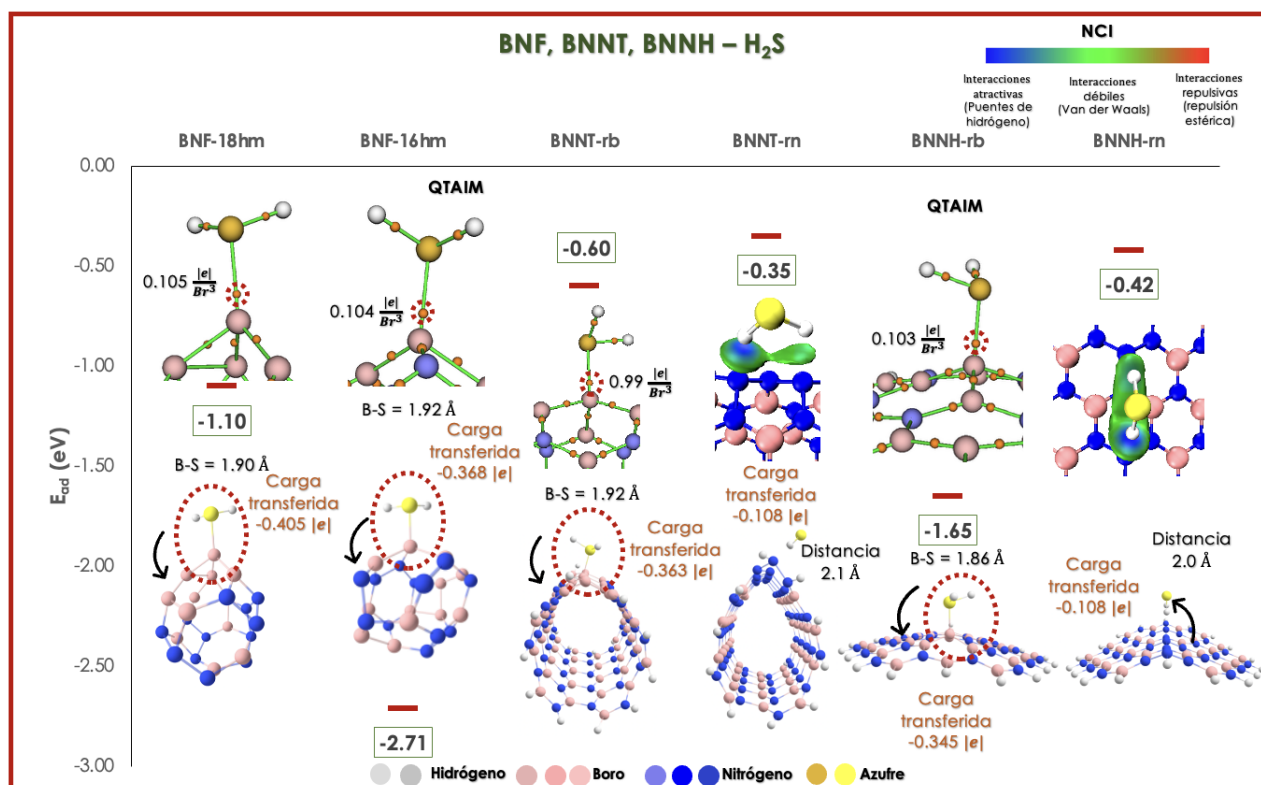 BNF, BNNT, BNNH – H₂S
NCI
Interacciones
atractivas
(Puentes de
hidrógeno)
Interacciones
débiles
(Van der Waals)
Interacciones
repulsivas
(repulsión
estérica)
BNF-18hm
BNF-16hm
BNNT-rb
BNNT-rn
BNNH-rb
BNNH-rn
E_ad (eV)
0.00
-0.50
-1.00
-1.50
-2.00
-2.50
-3.00
0.105 |e|/Br³
-1.10
B-S = 1.90 Å
Carga
transferida
-0.405 |e|
QTAIM
0.104 |e|/Br³
B-S = 1.92 Å
Carga
transferida
-0.368 |e|
-2.71
-0.60
0.99 |e|/Br³
B-S = 1.92 Å
Carga
transferida
-0.363 |e|
-0.35
Carga
transferida
-0.108 |e|
Distancia
2.1 Å
QTAIM
0.103 |e|/Br³
-1.65
B-S = 1.86 Å
Carga
transferida
-0.345 |e|
-0.42
Carga
transferida
-0.108 |e|
Distancia
2.0 Å
Hidrógeno
Boro
Nitrógeno
Azufre